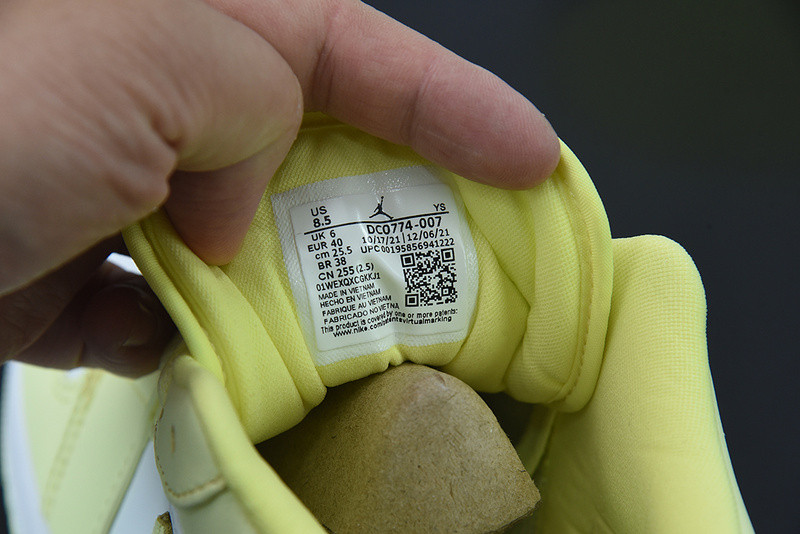 US YS
8.5 DC0774-007
UK 6 10/17/21 | 12/06/21
EUR 40 UPC 00195856941222
cm 25.5
BR 38
CN 255 (2.5)
01WEXQXCGKKJ1
MADE IN VIETNAM
HECHO EN VIETNAM
FABRIQUE AU VIETNAM
FABRICADO NO VIETNA
This product is covered by one or more patents:
www.nike.com/patentsvirtualmarking